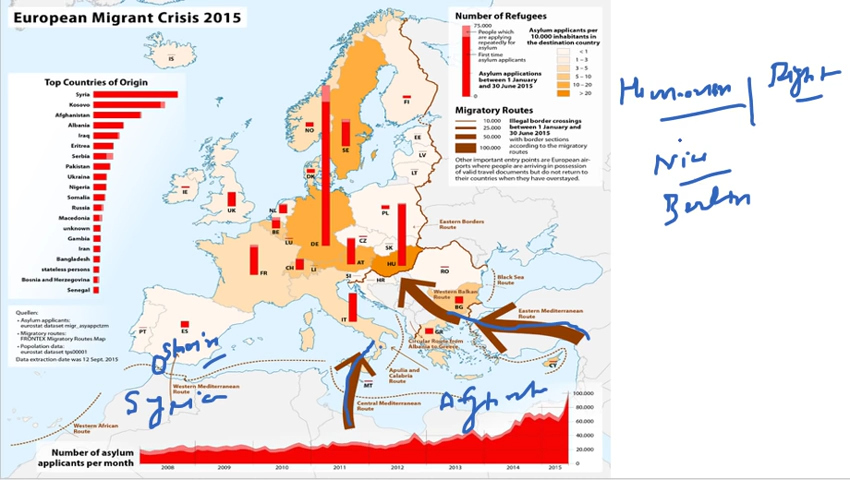 European Migrant Crisis 2015
Number of Refugees
75.000
People which
are applying
repeatedly for
asylum
First time
asylum applicants
Asylum applications
between 1 January
and 30 June 2015
0
Asylum applicants per
10.000 inhabitants in
the destination country
< 1
1 – 3
3 – 5
5 – 10
10 – 20
> 20
Migratory Routes
10.000
25.000
50.000
100.000
Illegal border crossings
between 1 January and
30 June 2015
with border sections
according to the migratory
routes
Other important entry points are European air-
ports where people are arriving in possession
of valid travel documents but do not return to
their countries when they have overstayed.
Top Countries of Origin
Syria
Kosovo
Afghanistan
Albania
Iraq
Eritrea
Serbia
Pakistan
Ukraine
Nigeria
Somalia
Russia
Macedonia
unknown
Gambia
Iran
Bangladesh
stateless persons
Bosnia and Herzegovina
Senegal
Quellen:
• Asylum applicants:
eurostat dataset migr_asyappctzm
• Migratory routes:
FRONTEX Migratory Routes Map
• Population data:
eurostat dataset tps00001
Data extraction date was 12 Sept. 2015
IS
NO
SE
FI
EE
LV
LT
DK
IE
UK
NL
BE
LU
DE
PL
CZ
SK
AT
HU
CH
LI
FR
SI
HR
RO
BG
IT
GR
PT
ES
MT
CY
Eastern Borders
Route
Black Sea
Route
Western Balkan
Route
Eastern Mediterranean
Route
Circular Route from
Albania to Greece
Apulia and
Calabria
Route
Central Mediterranean
Route
Western Mediterranean
Route
Western African
Route
Syrian
Right
Berlin
Number of asylum
applicants per month
2008
2009
2010
2011
2012
2013
2014
2015
100.000
80.000
60.000
40.000
20.000
0